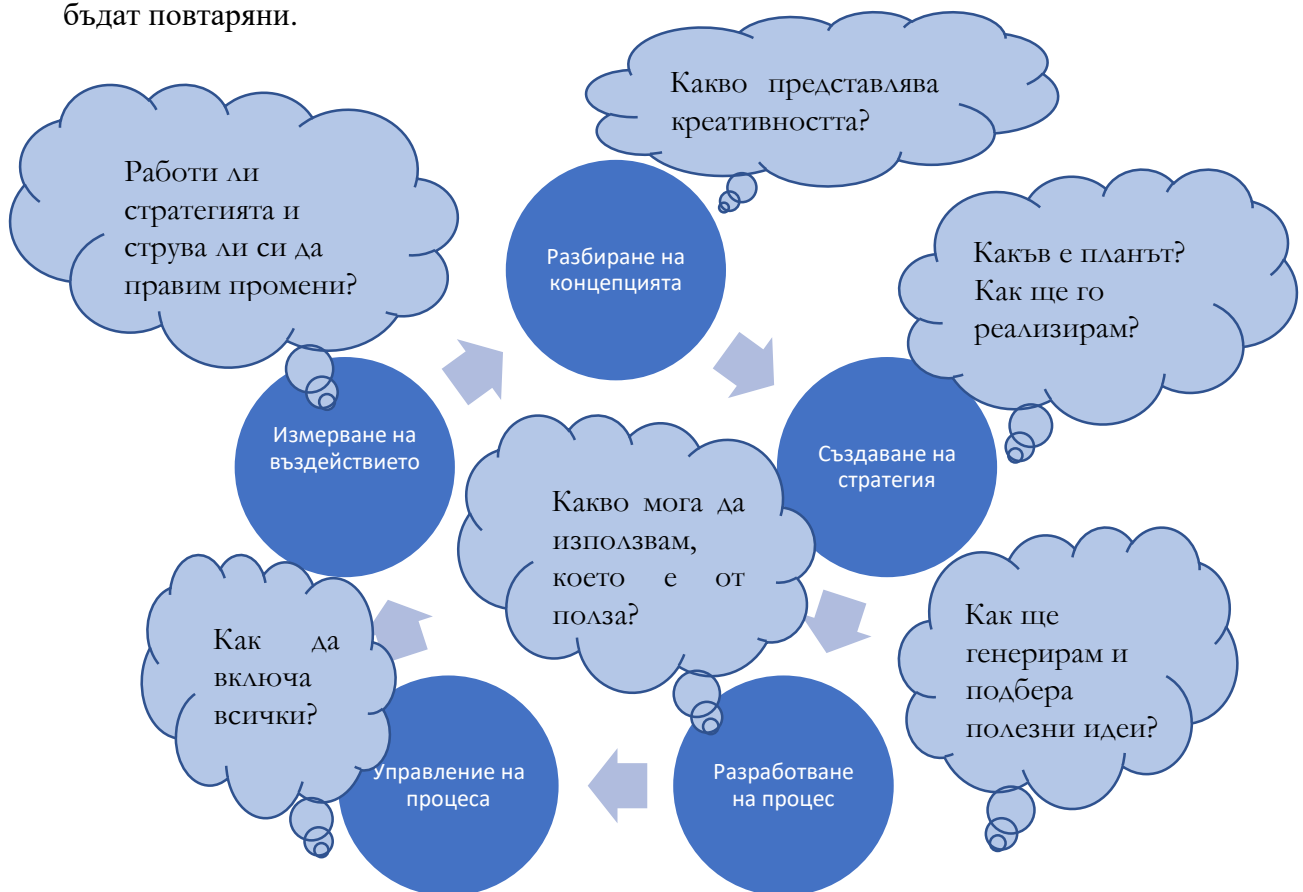 бъдат повтаряни.
Какво представлява
креативността?
Работи ли
стратегията и
струва ли си да
правим промени?
Разбиране на
концепцията
Какъв е планът?
Как ще го
реализирам?
Измерване на
въздействието
Създаване на
стратегия
Какво мога да
използвам,
което е от
полза?
Как да
включа
всички?
Как ще
генерирам и
подбера
полезни идеи?
Управление на
процеса
Разработване
на процес